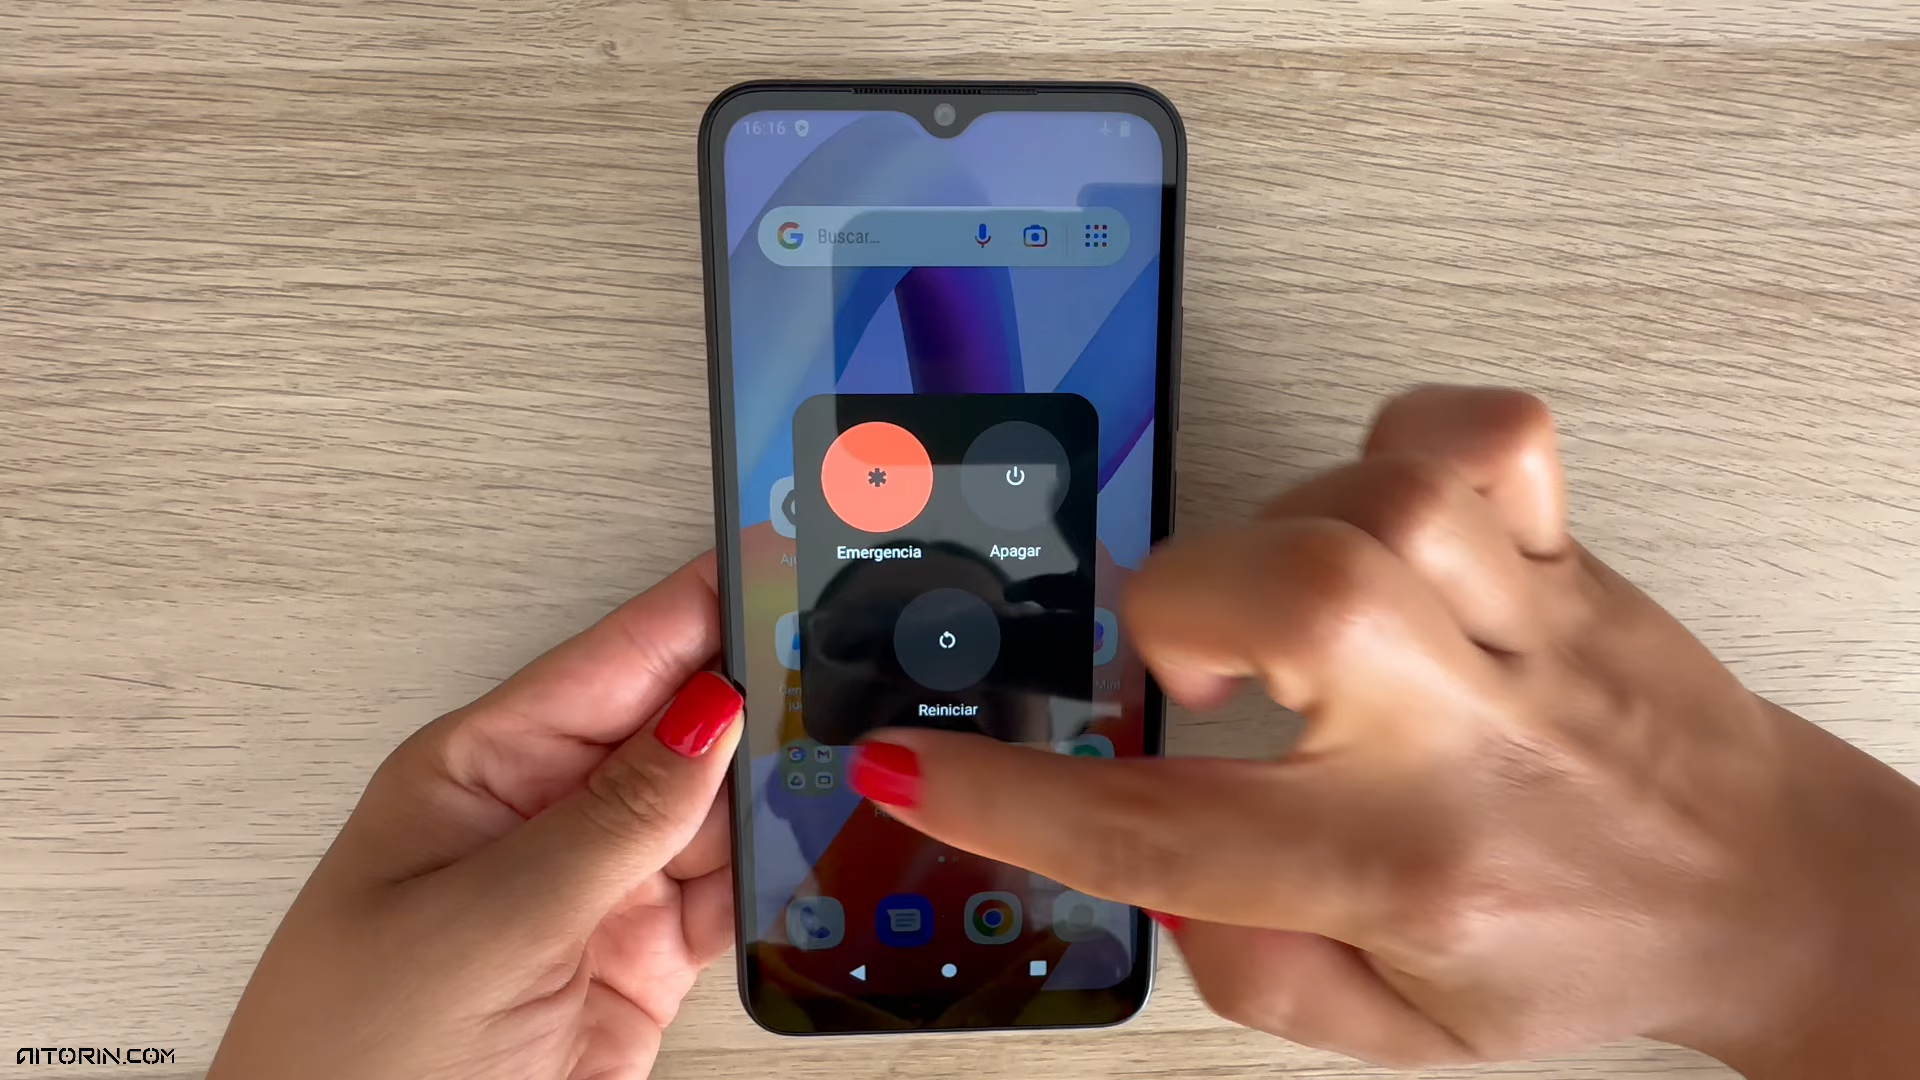 16:16
Buscar...
Emergencia
Apagar
Reiniciar
AITORIN.COM